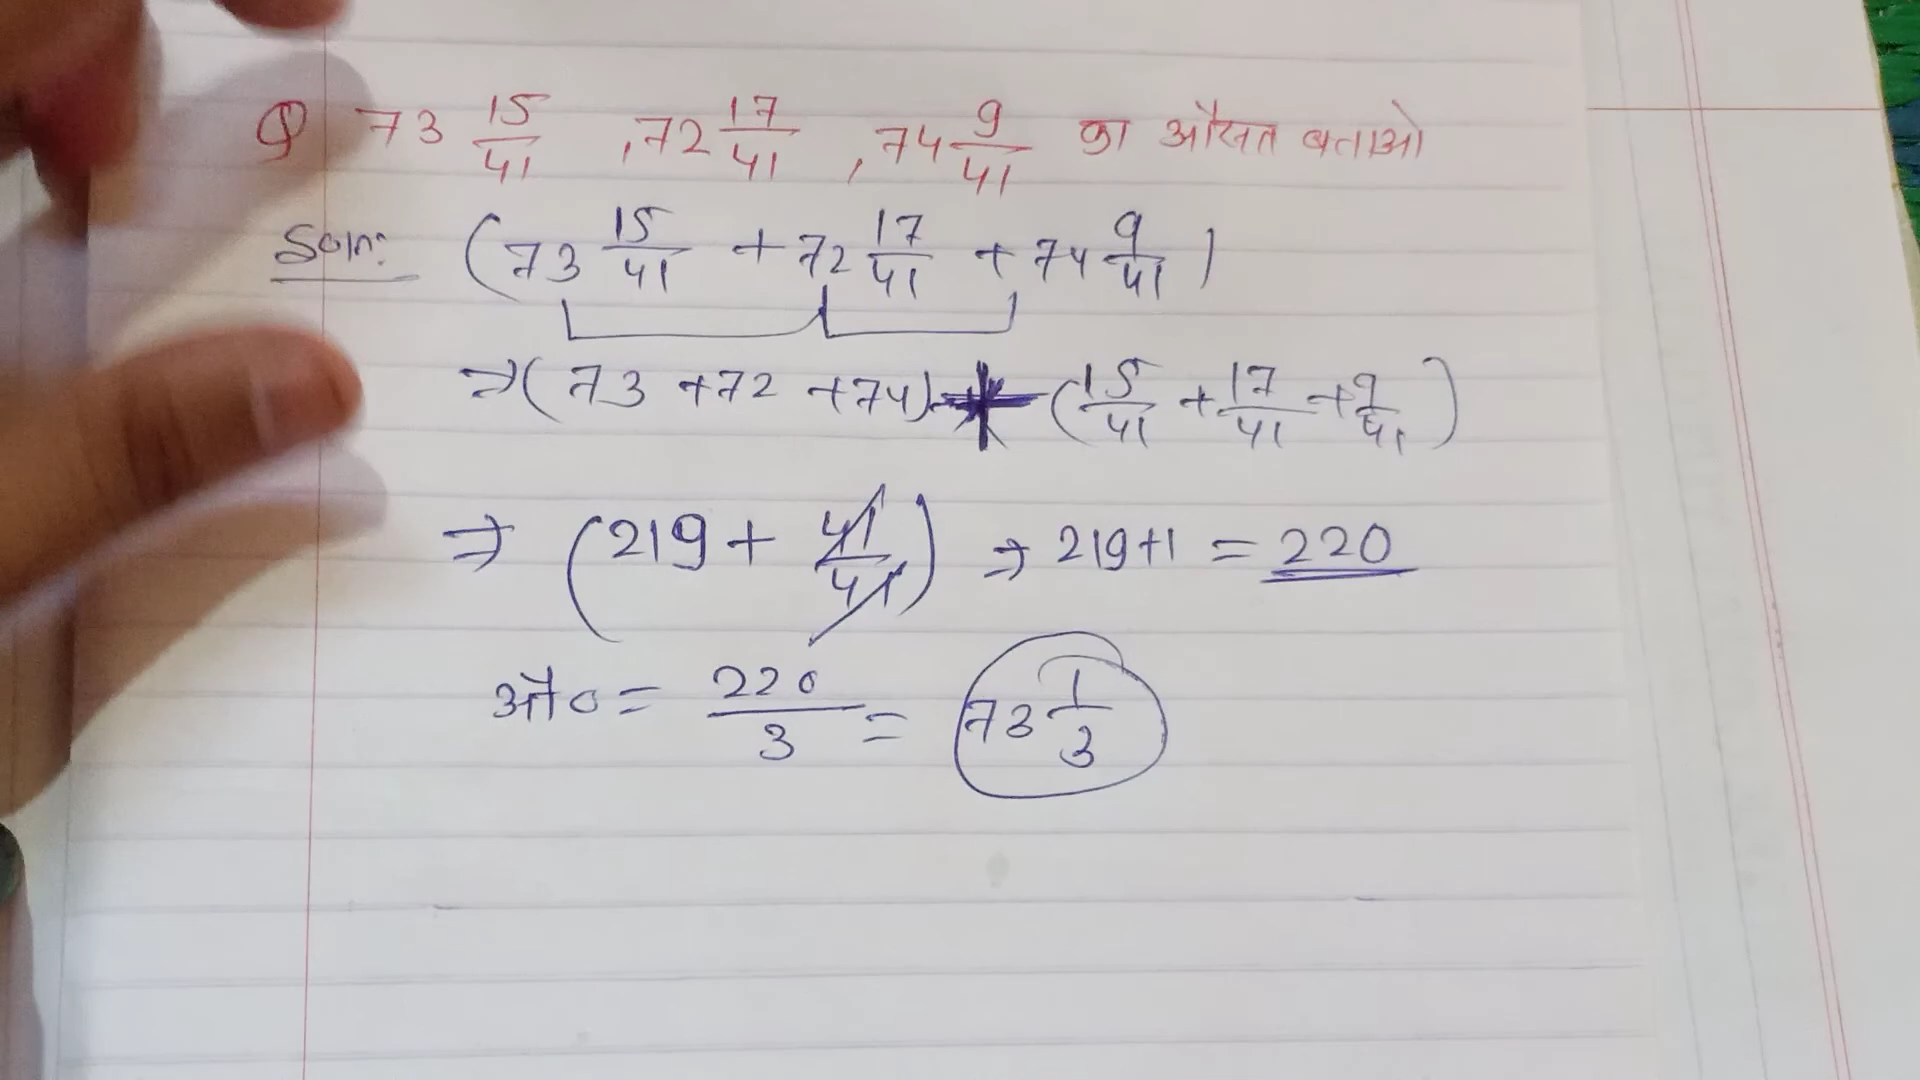 Q 73 15/41 , 72 17/41 , 74 9/41 का औसत बताओ
Soln: (73 15/41 + 72 17/41 + 74 9/41)
⇒ (73 + 72 + 74) + (15/41 + 17/41 + 9/41)
⇒ (219 + 41/41) ⇒ 219+1 = 220
औ० = 220/3 = 73 1/3